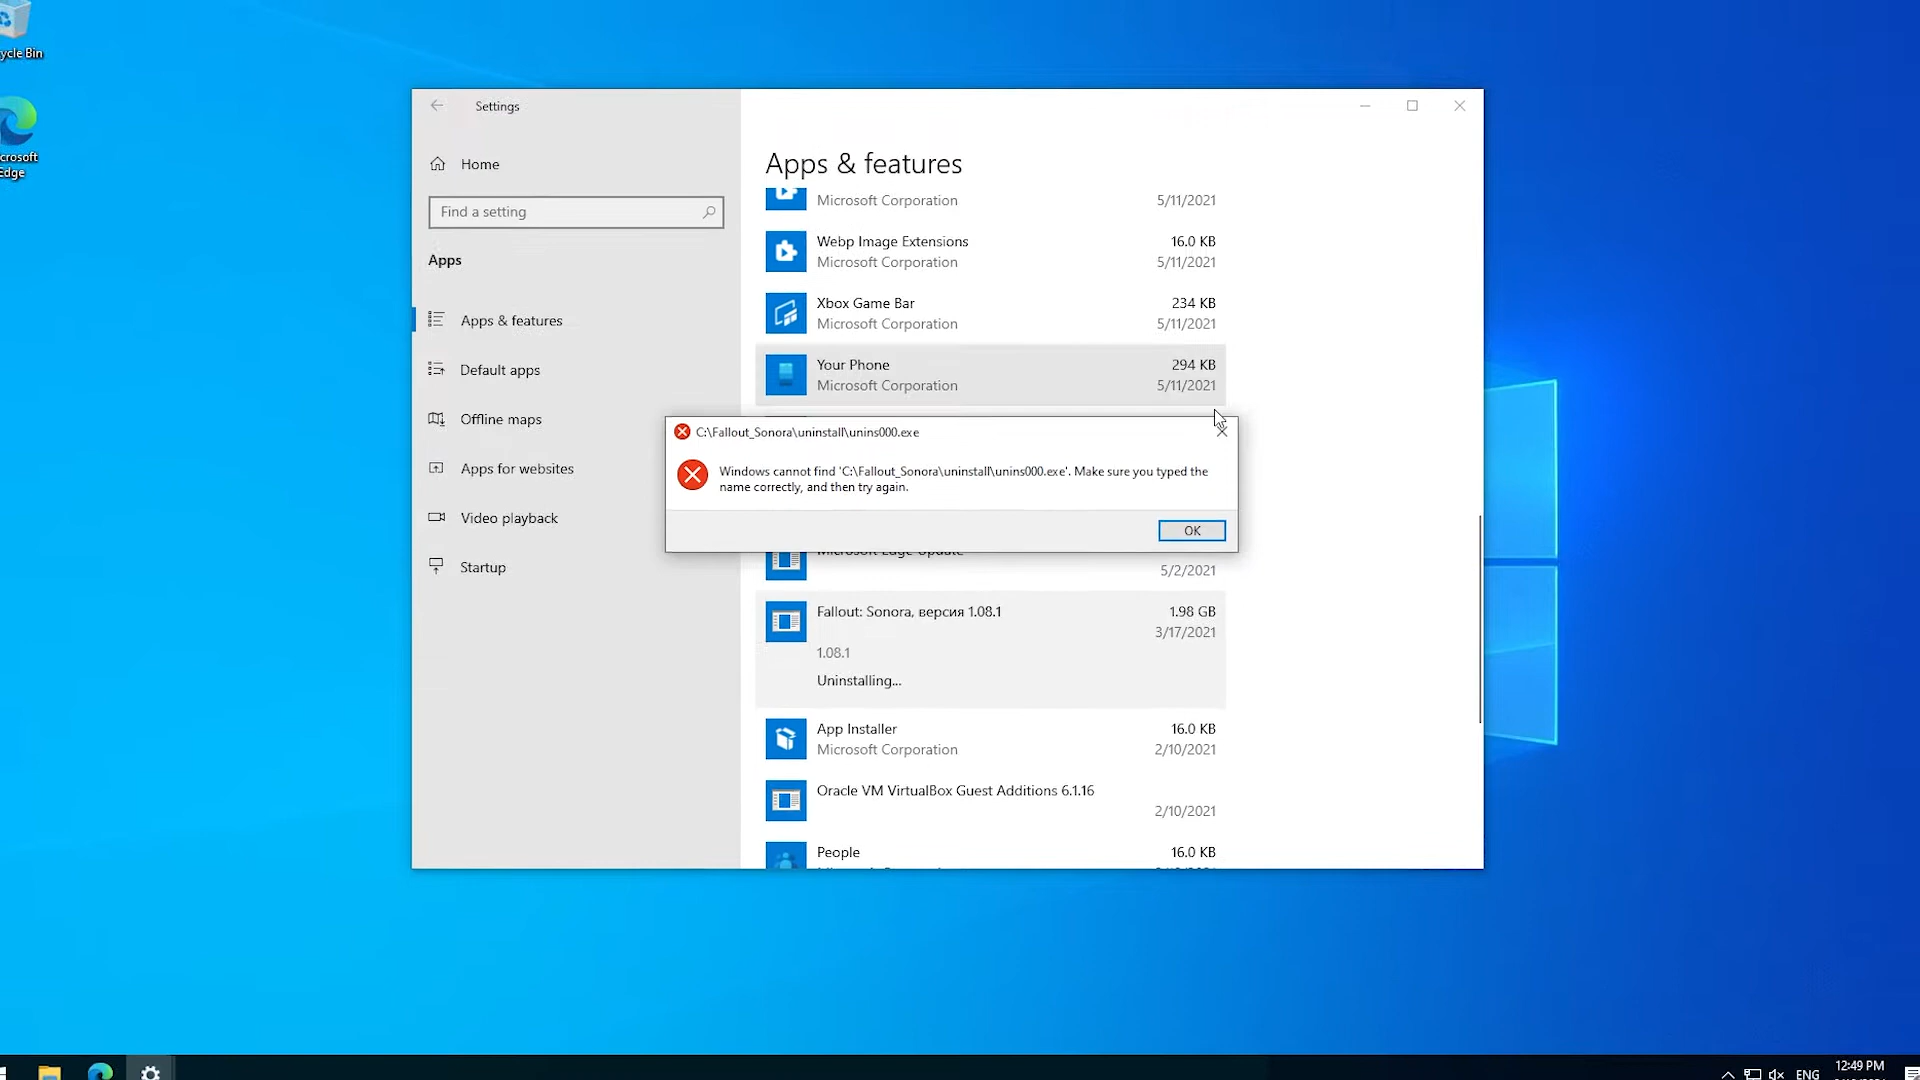 ycle Bin
crosoft
Edge
Settings
Home
Find a setting
Apps
Apps & features
Default apps
Offline maps
Apps for websites
Video playback
Startup
Apps & features
Microsoft Corporation 5/11/2021
Webp Image Extensions 16.0 KB
Microsoft Corporation 5/11/2021
Xbox Game Bar 234 KB
Microsoft Corporation 5/11/2021
Your Phone 294 KB
Microsoft Corporation 5/11/2021
C:\Fallout_Sonora\uninstall\unins000.exe
Windows cannot find 'C:\Fallout_Sonora\uninstall\unins000.exe'. Make sure you typed the
name correctly, and then try again.
OK
Microsoft Edge Update
5/2/2021
Fallout: Sonora, версия 1.08.1 1.98 GB
3/17/2021
1.08.1
Uninstalling...
App Installer 16.0 KB
Microsoft Corporation 2/10/2021
Oracle VM VirtualBox Guest Additions 6.1.16
2/10/2021
People 16.0 KB
ENG
12:49 PM